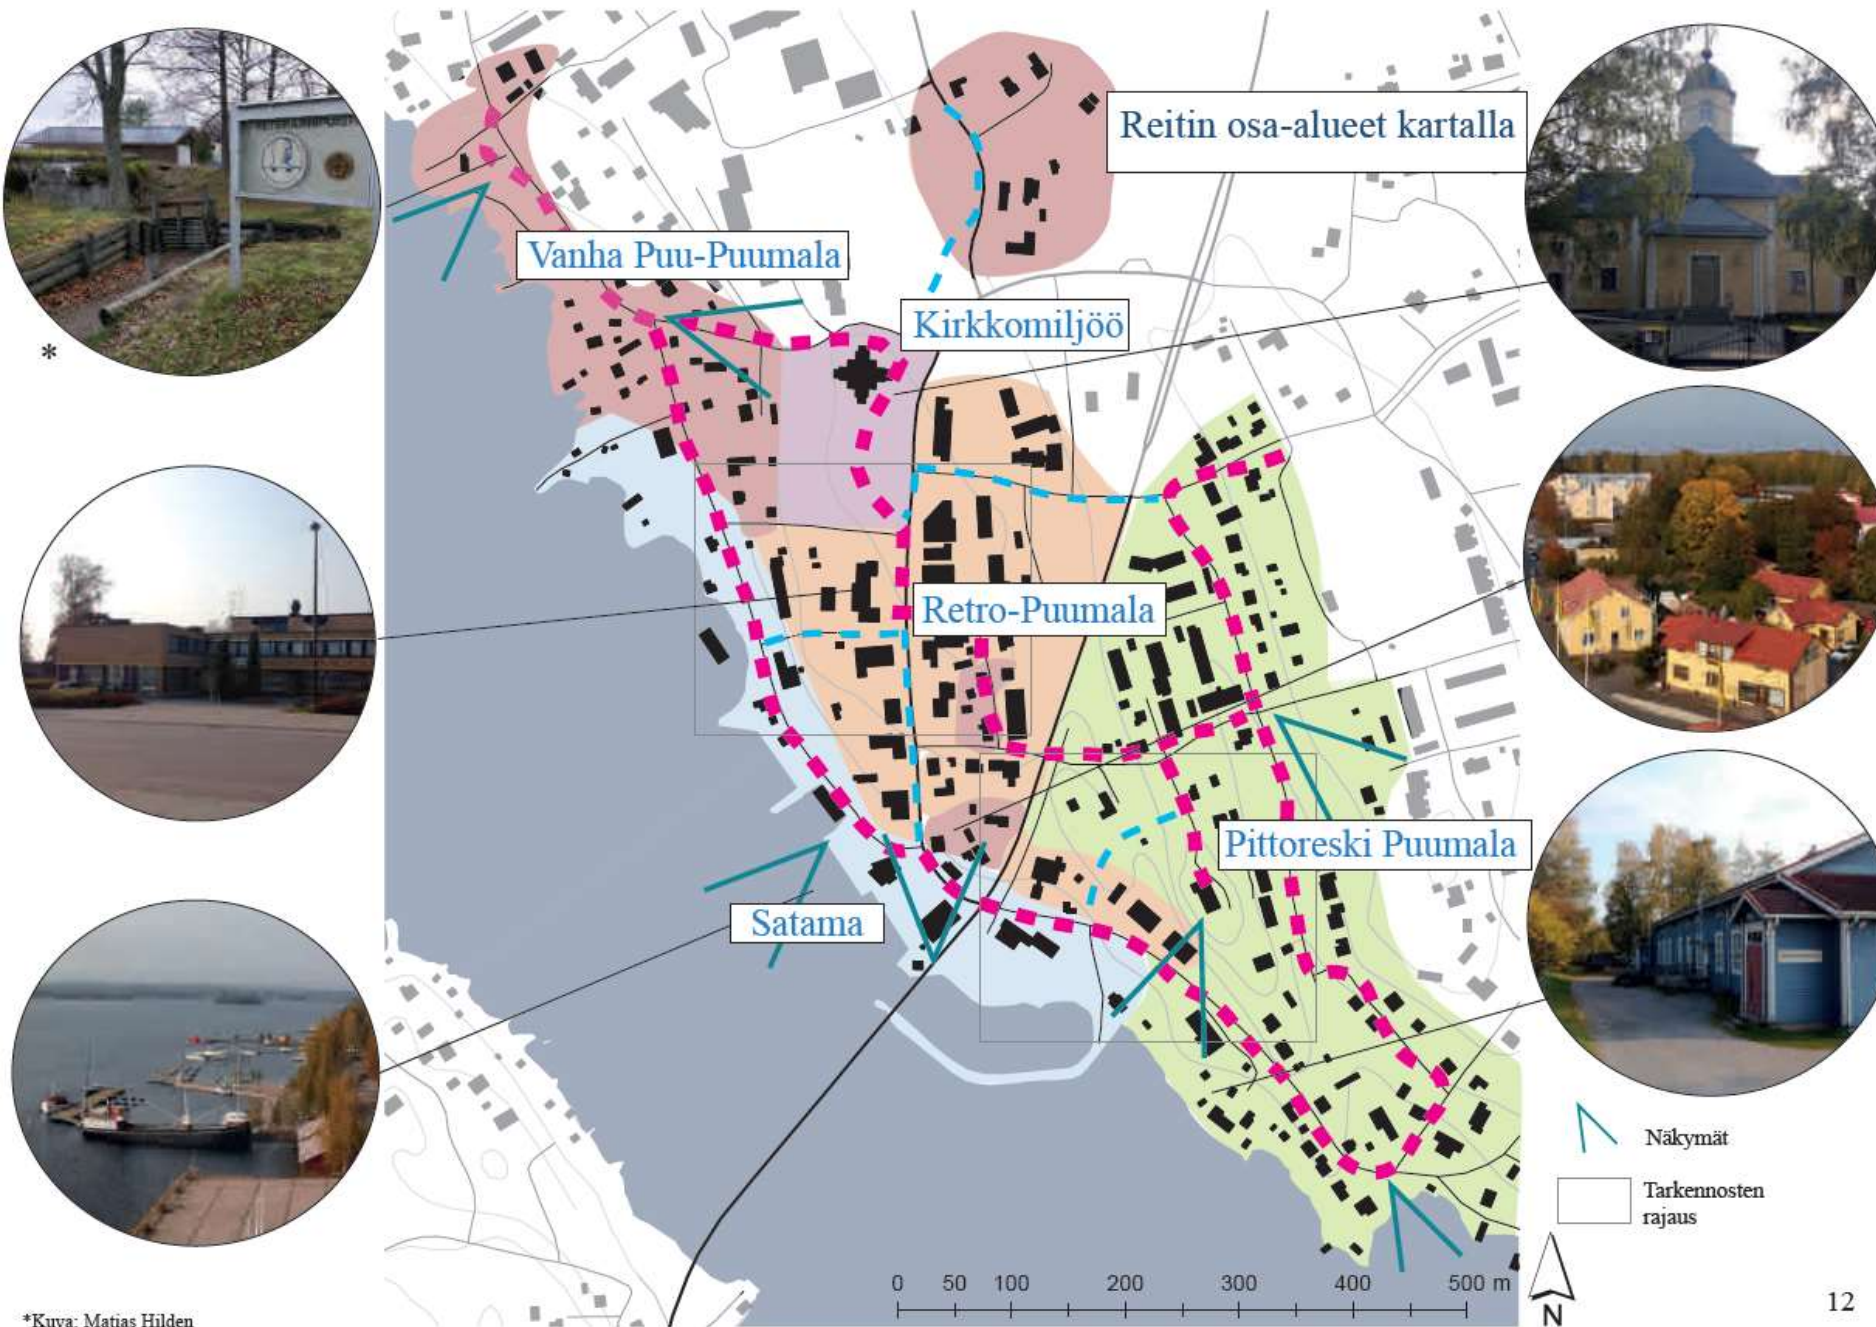 Reitin osa-alueet kartalla
Vanha Puu-Puumala
Kirkkomiljöö
*
Retro-Puumala
Pittoreski Puumala
Satama
Näkymät
Tarkennosten
rajaus
0 50 100 200 300 400 500 m
N
12
*Kuva: Matias Hilden